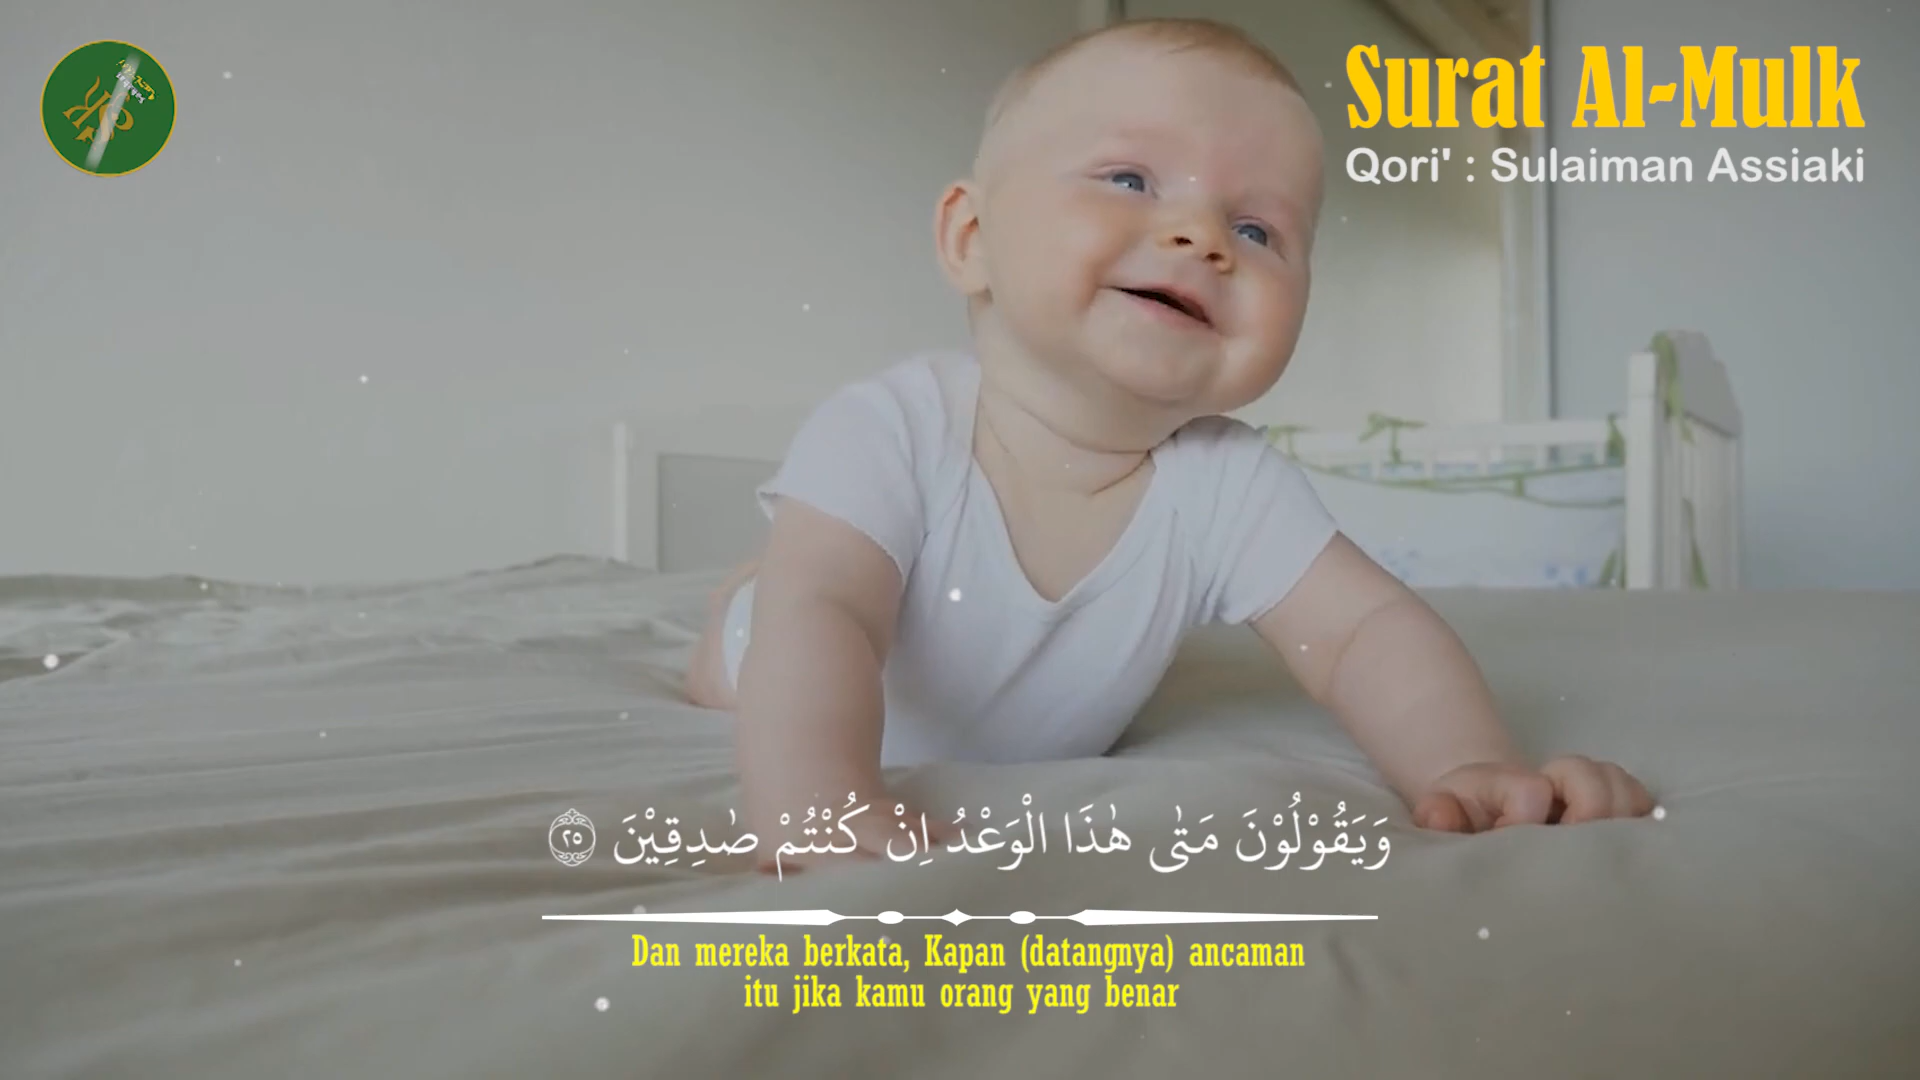 Surat Al-Mulk
Qori' : Sulaiman Assiaki
وَيَقُوْلُوْنَ مَتٰى هٰذَا الْوَعْدُ اِنْ كُنْتُمْ صٰدِقِيْنَ ٢٥
Dan mereka berkata, Kapan (datangnya) ancaman
itu jika kamu orang yang benar